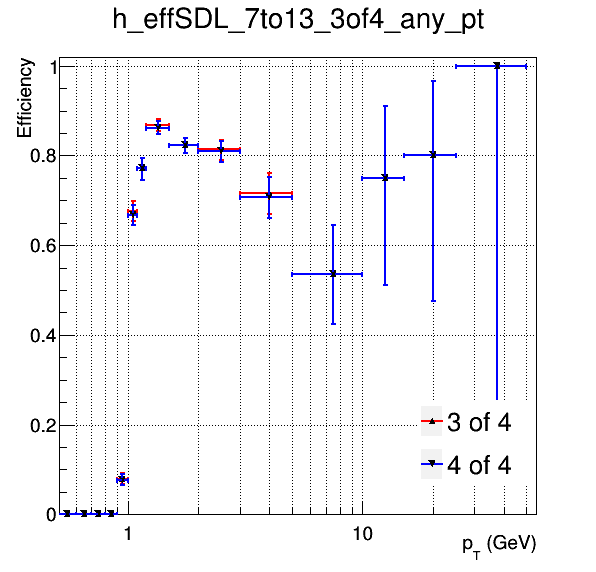 h_effSDL_7to13_3of4_any_pt
Efficiency
1
0.8
0.6
0.4
0.2
0
3 of 4
4 of 4
1
10
p_T (GeV)